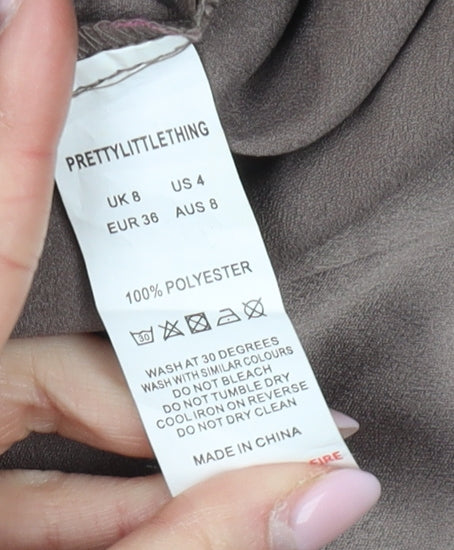 PRETTYLITTLETHING
UK 8 US 4
EUR 36 AUS 8
100% POLYESTER
30
WASH AT 30 DEGREES
WASH WITH SIMILAR COLOURS
DO NOT BLEACH
DO NOT TUMBLE DRY
COOL IRON ON REVERSE
DO NOT DRY CLEAN
MADE IN CHINA
FIRE